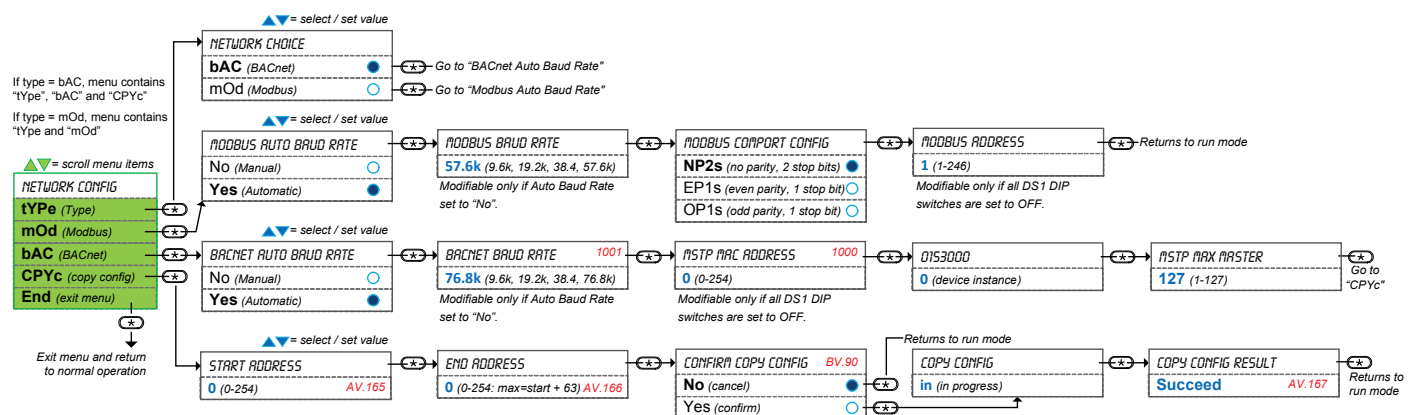 ▲▼= select / set value
NETWORK CHOICE
bAC (BACnet)
Go to "BACnet Auto Baud Rate"
mOd (Modbus)
Go to "Modbus Auto Baud Rate"
If type = bAC, menu contains
"tYpe", "bAC" and "CPYc"
If type = mOd, menu contains
"tYpe and "mOd"
▲▼= select / set value
MODBUS AUTO BAUD RATE
No (Manual)
Yes (Automatic)
MODBUS BAUD RATE
57.6k (9.6k, 19.2k, 38.4, 57.6k)
Modifiable only if Auto Baud Rate
set to "No".
MODBUS COMPORT CONFIG
NP2s (no parity, 2 stop bits)
EP1s (even parity, 1 stop bit)
OP1s (odd parity, 1 stop bit)
MODBUS ADDRESS
1 (1-246)
Modifiable only if all DS1 DIP
switches are set to OFF.
Returns to run mode
▲▼= scroll menu items
NETWORK CONFIG
tYPe (Type)
mOd (Modbus)
bAC (BACnet)
CPYc (copy config)
End (exit menu)
Exit menu and return
to normal operation
▲▼= select / set value
BACNET AUTO BAUD RATE
No (Manual)
Yes (Automatic)
BACNET BAUD RATE 1001
76.8k (9.6k, 19.2k, 38.4, 76.8k)
Modifiable only if Auto Baud Rate
set to "No".
MSTP MAC ADDRESS 1000
0 (0-254)
Modifiable only if all DS1 DIP
switches are set to OFF.
0153000
0 (device instance)
MSTP MAX MASTER
127 (1-127)
Go to
"CPYc"
▲▼= select / set value
START ADDRESS
0 (0-254) AV.165
END ADDRESS
0 (0-254: max=start + 63) AV.166
CONFIRM COPY CONFIG BV.90
No (cancel)
Yes (confirm)
Returns to run mode
COPY CONFIG
in (in progress)
COPY CONFIG RESULT
Succeed AV.167
Returns to
run mode